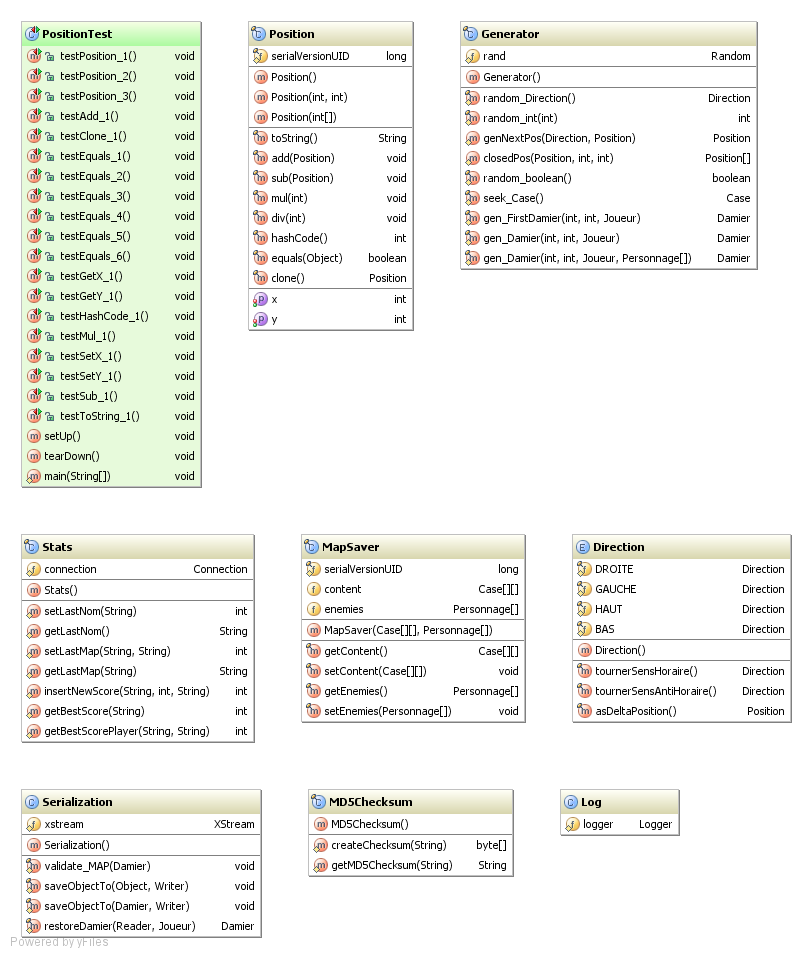 PositionTest
testPosition_1() void
testPosition_2() void
testPosition_3() void
testAdd_1() void
testClone_1() void
testEquals_1() void
testEquals_2() void
testEquals_3() void
testEquals_4() void
testEquals_5() void
testEquals_6() void
testGetX_1() void
testGetY_1() void
testHashCode_1() void
testMul_1() void
testSetX_1() void
testSetY_1() void
testSub_1() void
testToString_1() void
setUp() void
tearDown() void
main(String[]) void
Position
serialVersionUID long
Position()
Position(int, int)
Position(int[])
toString() String
add(Position) void
sub(Position) void
mul(int) void
div(int) void
hashCode() int
equals(Object) boolean
clone() Position
x int
y int
Generator
rand Random
Generator()
random_Direction() Direction
random_int(int) int
genNextPos(Direction, Position) Position
closedPos(Position, int, int) Position[]
random_boolean() boolean
seek_Case() Case
gen_FirstDamier(int, int, Joueur) Damier
gen_Damier(int, int, Joueur) Damier
gen_Damier(int, int, Joueur, Personnage[]) Damier
Stats
connection Connection
Stats()
setLastNom(String) int
getLastNom() String
setLastMap(String, String) int
getLastMap(String) String
insertNewScore(String, int, String) int
getBestScore(String) int
getBestScorePlayer(String, String) int
MapSaver
serialVersionUID long
content Case[][]
enemies Personnage[]
MapSaver(Case[][], Personnage[])
getContent() Case[][]
setContent(Case[][]) void
getEnemies() Personnage[]
setEnemies(Personnage[]) void
Direction
DROITE Direction
GAUCHE Direction
HAUT Direction
BAS Direction
Direction()
tournerSensHoraire() Direction
tournerSensAntiHoraire() Direction
asDeltaPosition() Position
Serialization
xstream XStream
Serialization()
validate_MAP(Damier) void
saveObjectTo(Object, Writer) void
saveObjectTo(Damier, Writer) void
restoreDamier(Reader, Joueur) Damier
MD5Checksum
MD5Checksum()
createChecksum(String) byte[]
getMD5Checksum(String) String
Log
logger Logger
Powered by yFiles